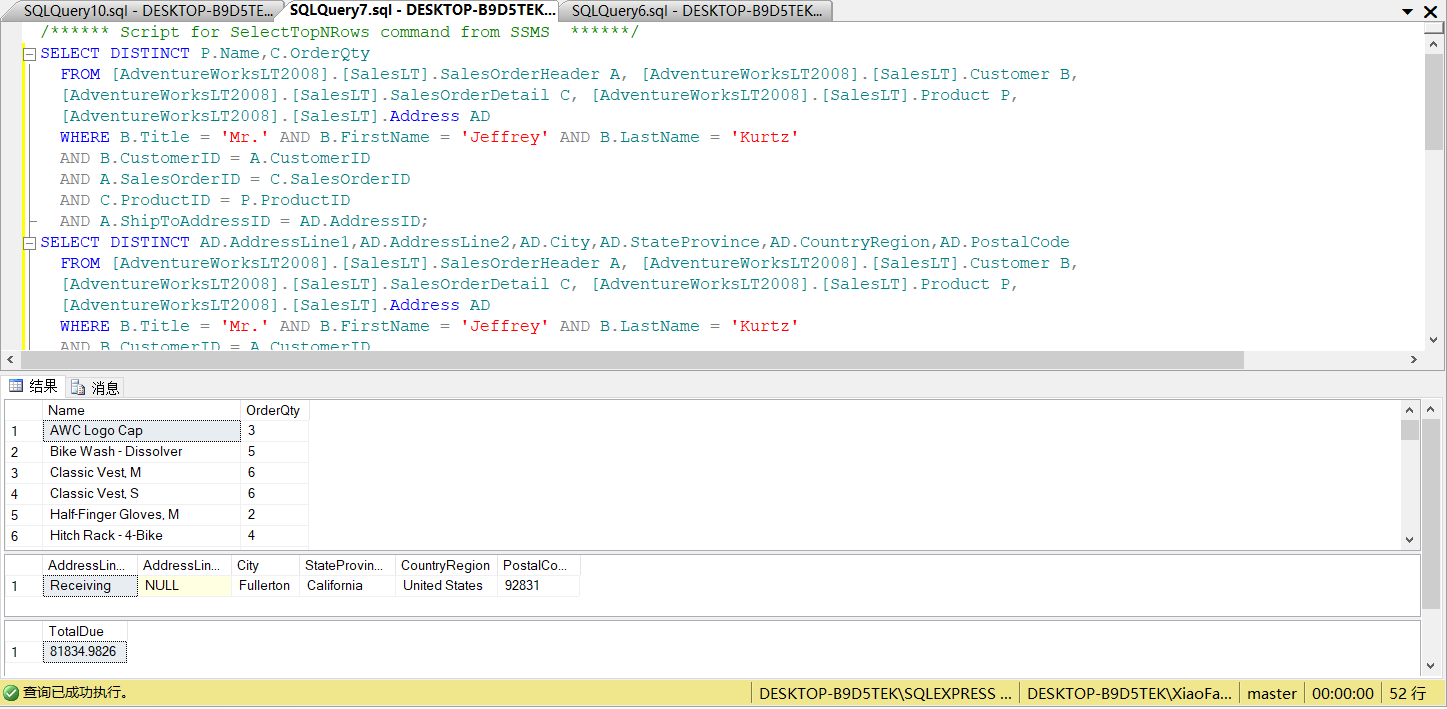 SQLQuery10.sql - DESKTOP-B9D5TE... SQLQuery7.sql - DESKTOP-B9D5TEK... SQLQuery6.sql - DESKTOP-B9D5TEK...
/****** Script for SelectTopNRows command from SSMS  ******/
SELECT DISTINCT P.Name,C.OrderQty
FROM [AdventureWorksLT2008].[SalesLT].SalesOrderHeader A, [AdventureWorksLT2008].[SalesLT].Customer B,
[AdventureWorksLT2008].[SalesLT].SalesOrderDetail C, [AdventureWorksLT2008].[SalesLT].Product P,
[AdventureWorksLT2008].[SalesLT].Address AD
WHERE B.Title = 'Mr.' AND B.FirstName = 'Jeffrey' AND B.LastName = 'Kurtz'
AND B.CustomerID = A.CustomerID
AND A.SalesOrderID = C.SalesOrderID
AND C.ProductID = P.ProductID
AND A.ShipToAddressID = AD.AddressID;
SELECT DISTINCT AD.AddressLine1,AD.AddressLine2,AD.City,AD.StateProvince,AD.CountryRegion,AD.PostalCode
FROM [AdventureWorksLT2008].[SalesLT].SalesOrderHeader A, [AdventureWorksLT2008].[SalesLT].Customer B,
[AdventureWorksLT2008].[SalesLT].SalesOrderDetail C, [AdventureWorksLT2008].[SalesLT].Product P,
[AdventureWorksLT2008].[SalesLT].Address AD
WHERE B.Title = 'Mr.' AND B.FirstName = 'Jeffrey' AND B.LastName = 'Kurtz'
AND B.CustomerID = A.CustomerID
结果 消息
Name OrderQty
1 AWC Logo Cap 3
2 Bike Wash - Dissolver 5
3 Classic Vest, M 6
4 Classic Vest, S 6
5 Half-Finger Gloves, M 2
6 Hitch Rack - 4-Bike 4
AddressLin... AddressLin... City StateProvin... CountryRegion PostalCo...
1 Receiving NULL Fullerton California United States 92831
TotalDue
1 81834.9826
查询已成功执行。 DESKTOP-B9D5TEK\SQLEXPRESS ... DESKTOP-B9D5TEK\XiaoFa... master 00:00:00 52 行